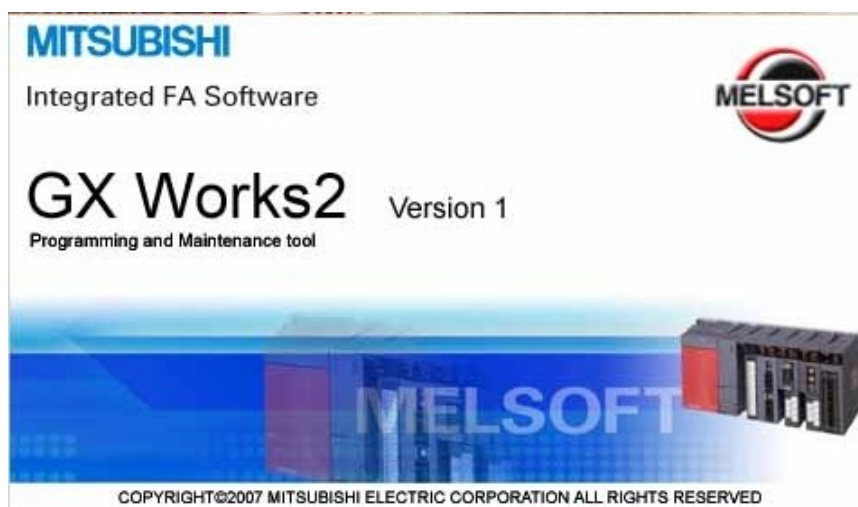 MITSUBISHI
Integrated FA Software
MELSOFT
GX Works2 Version 1
Programming and Maintenance tool
MELSOFT
COPYRIGHT©2007 MITSUBISHI ELECTRIC CORPORATION ALL RIGHTS RESERVED